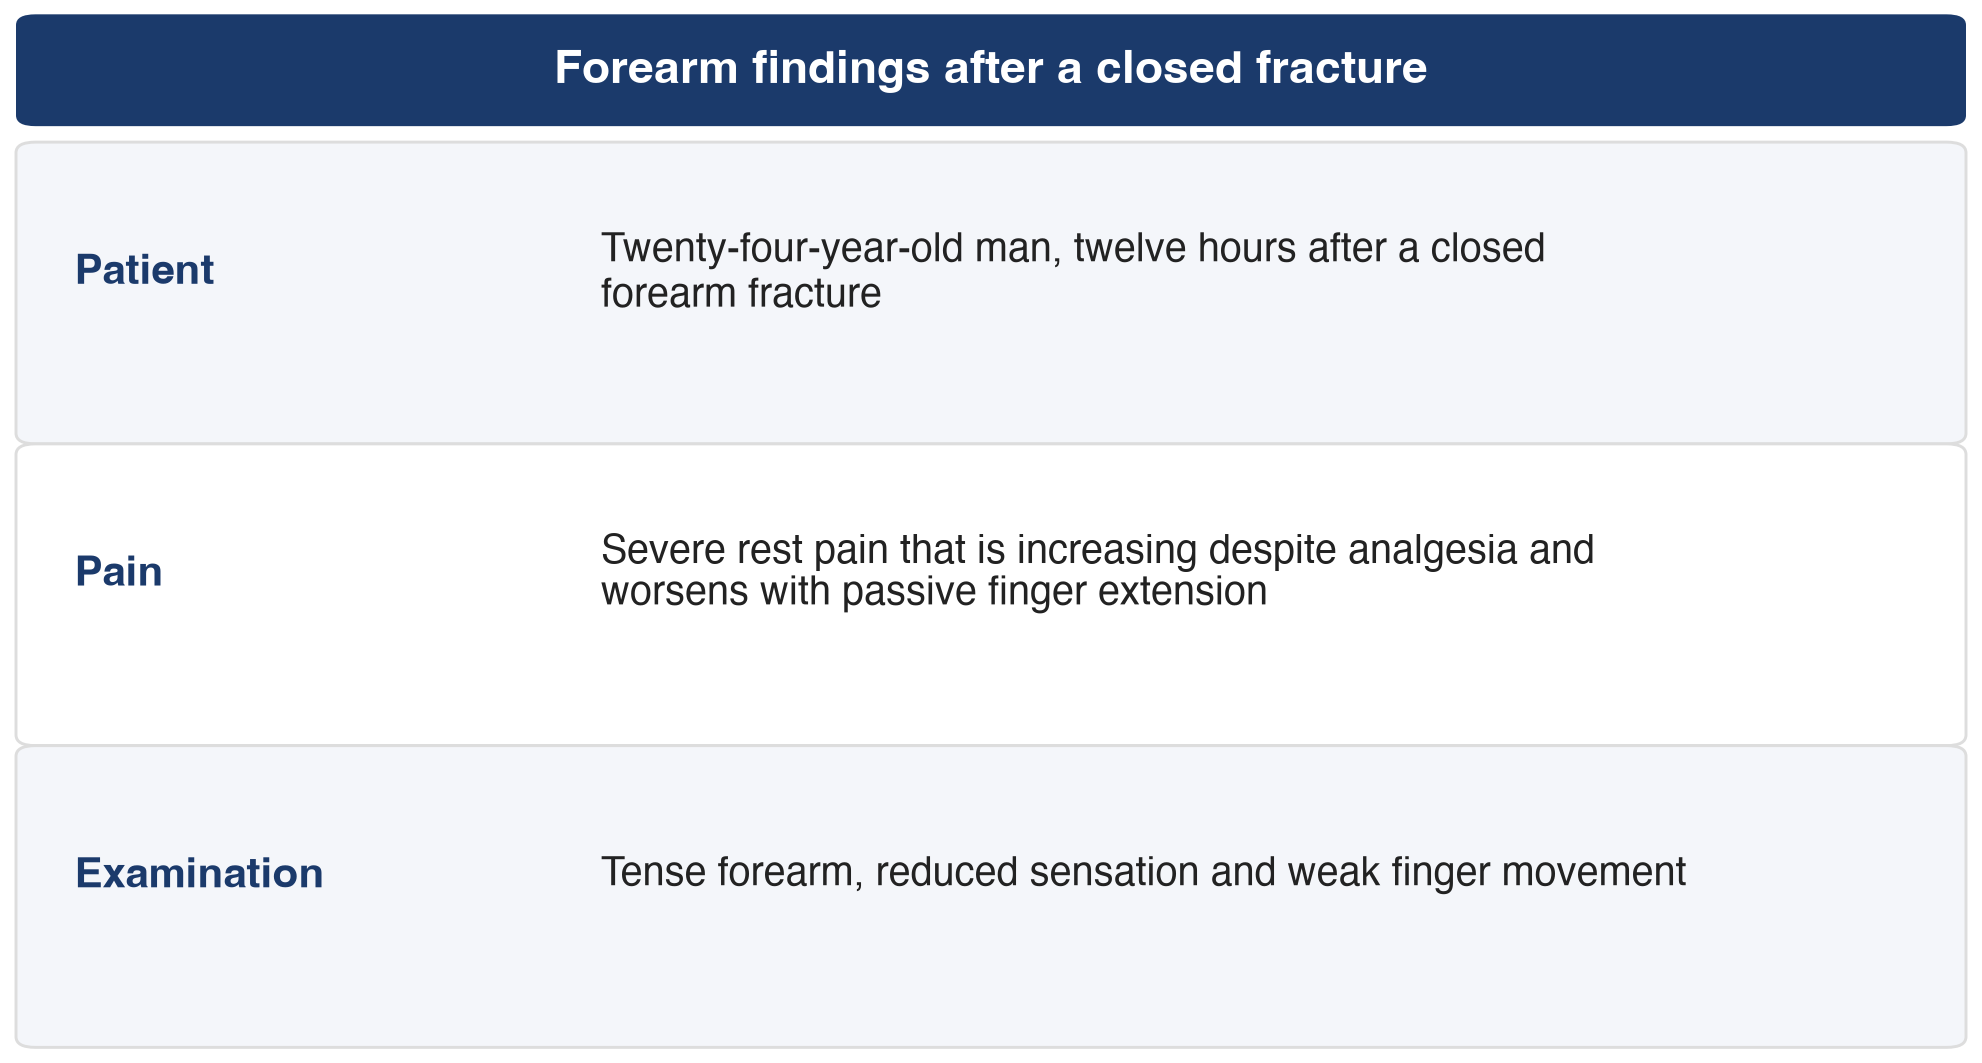 Forearm findings after a closed fracture
Patient
Twenty-four-year-old man, twelve hours after a closed
forearm fracture
Pain
Severe rest pain that is increasing despite analgesia and
worsens with passive finger extension
Examination
Tense forearm, reduced sensation and weak finger movement